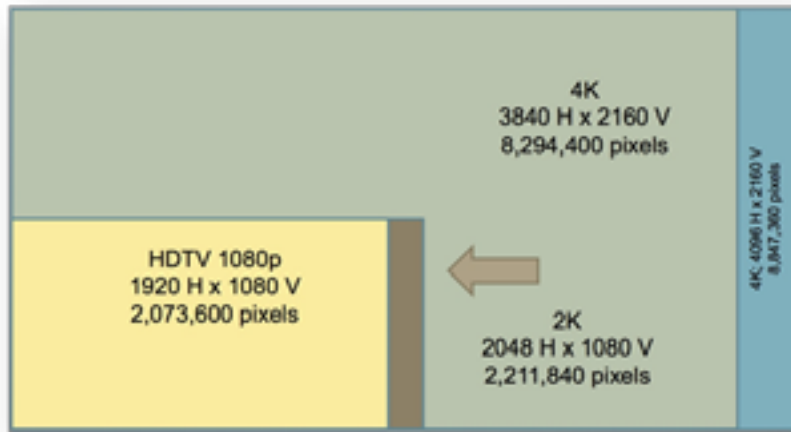 4K
3840 H x 2160 V
8,294,400 pixels
4K; 4096 H x 2160 V
8,847,360 pixels
HDTV 1080p
1920 H x 1080 V
2,073,600 pixels
2K
2048 H x 1080 V
2,211,840 pixels